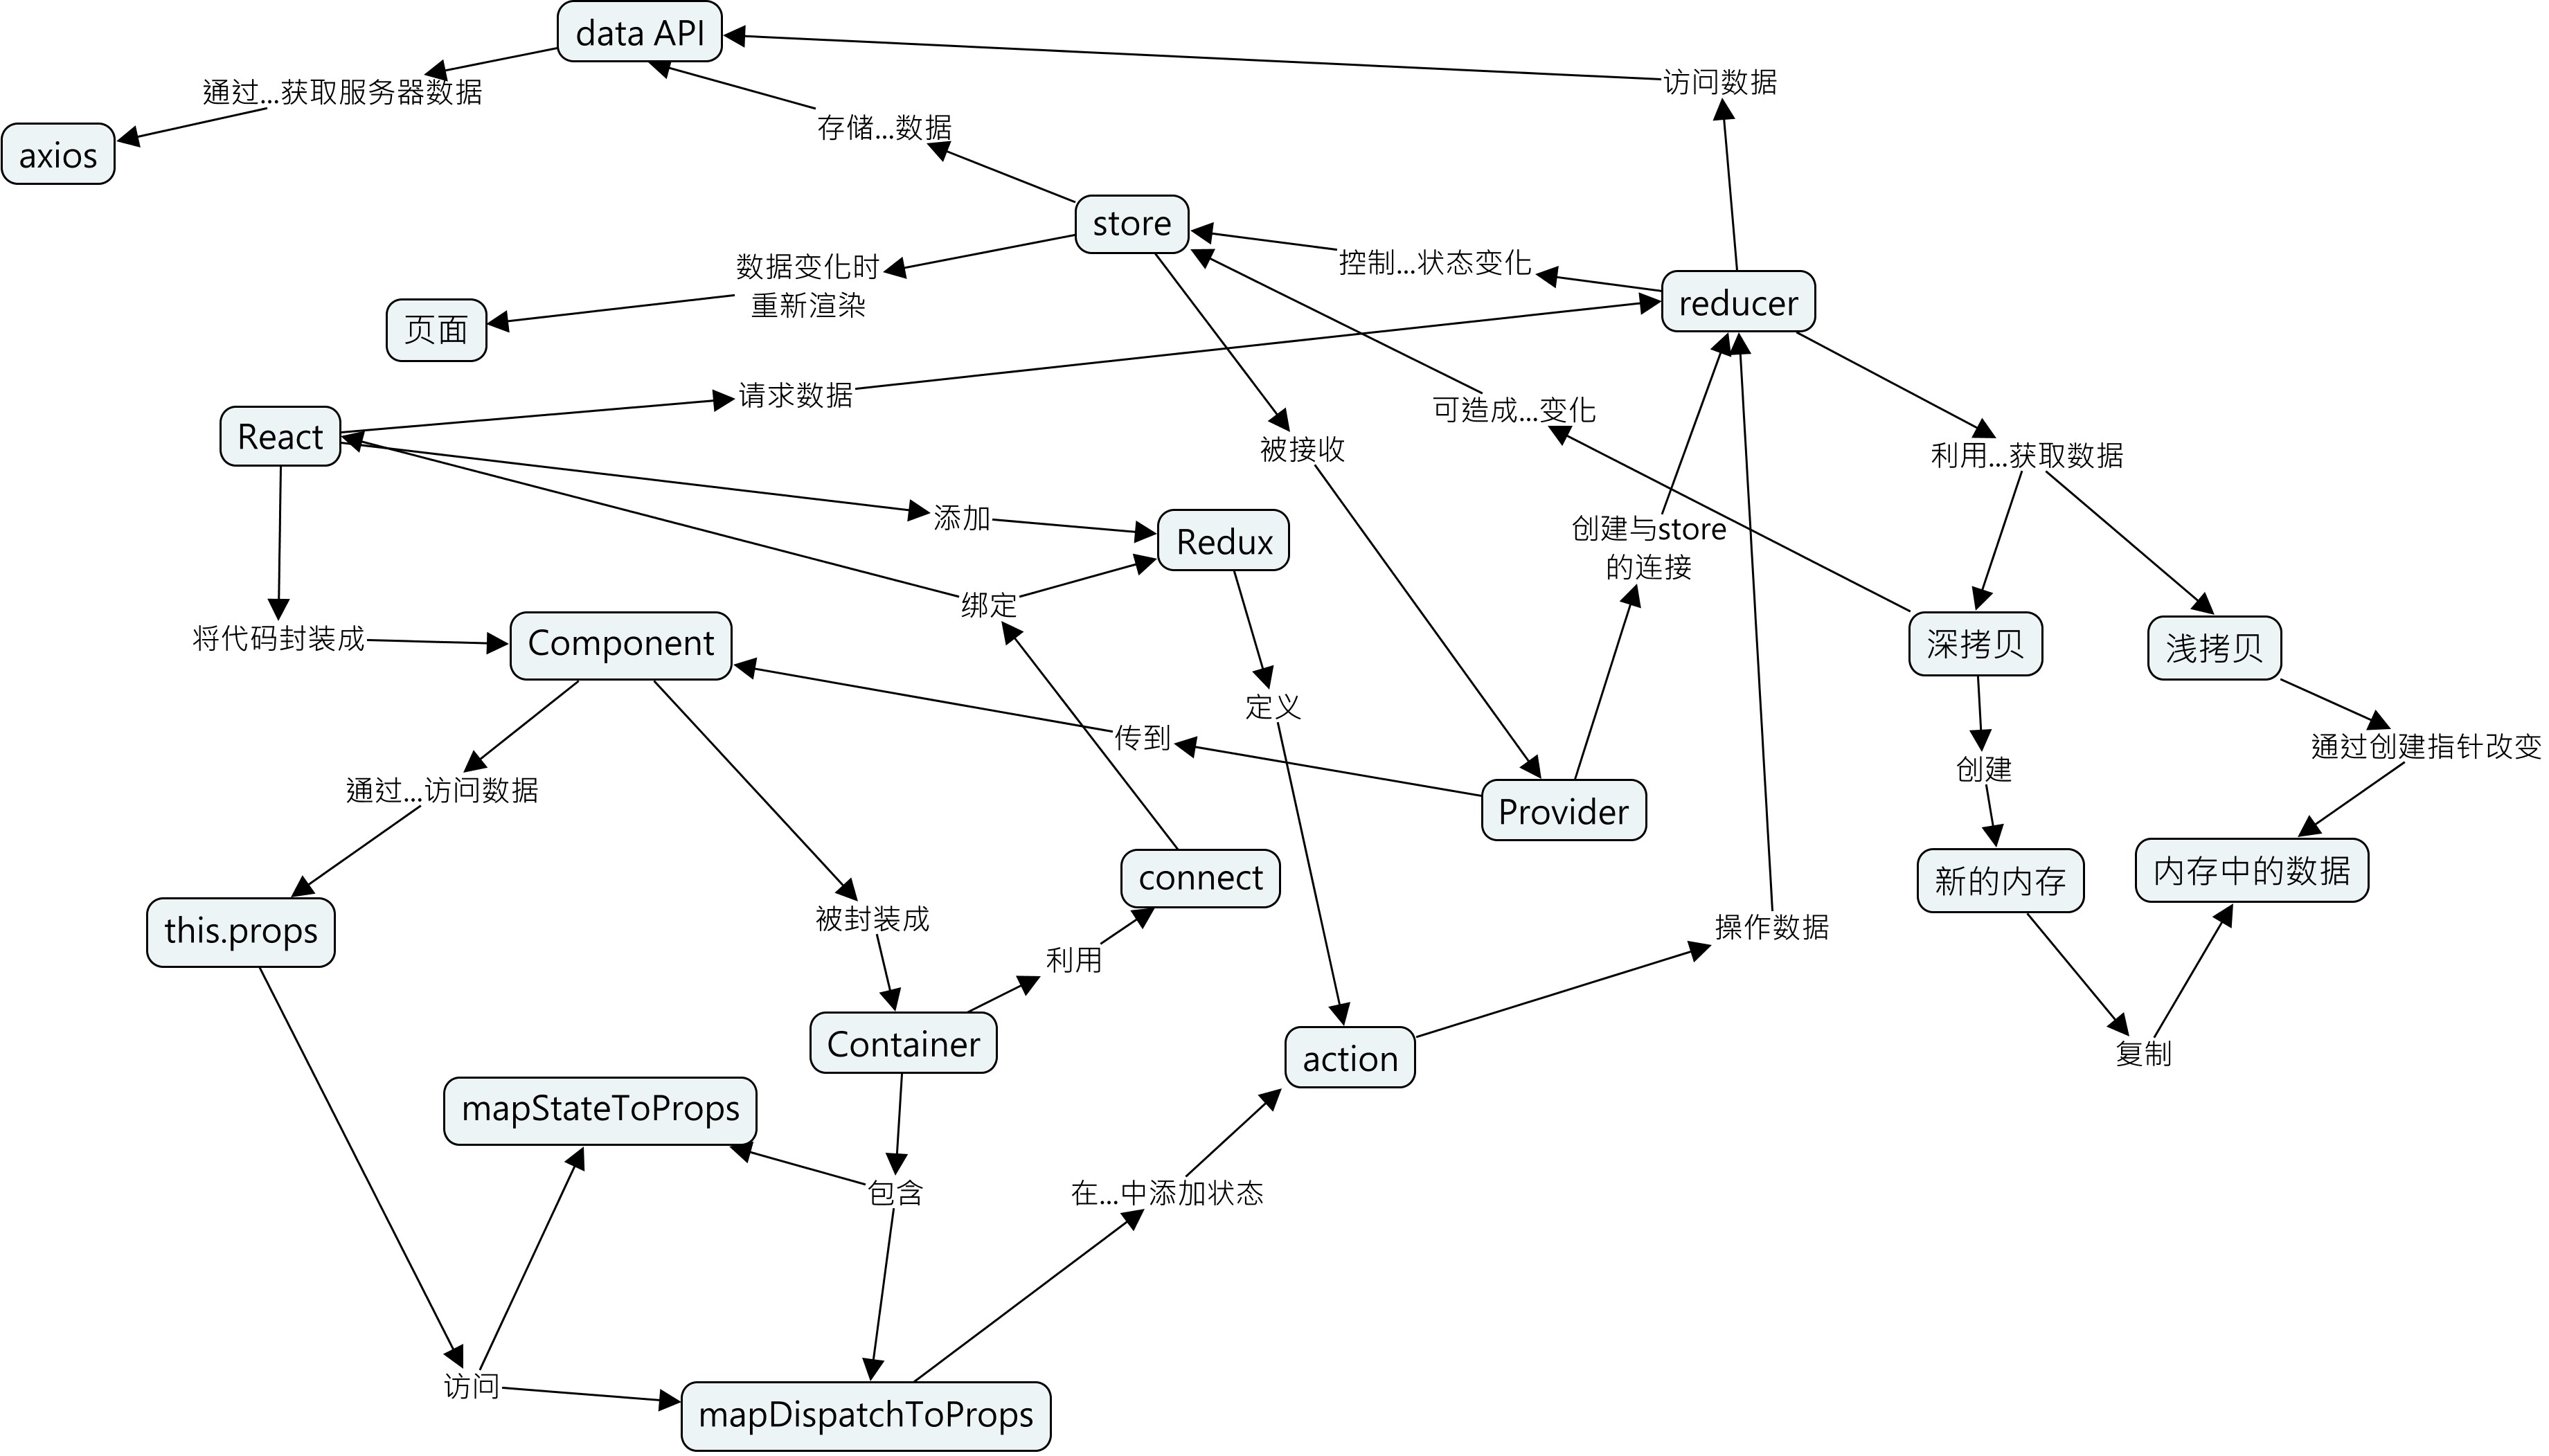 data API
访问数据
通过...获取服务器数据
存储...数据
axios
store
数据变化时
重新渲染
控制...状态变化
reducer
页面
请求数据
可造成...变化
React
被接收
利用...获取数据
添加
Redux
创建与store
的连接
绑定
将代码封装成
Component
深拷贝
浅拷贝
定义
传到
通过创建指针改变
创建
通过...访问数据
Provider
connect
新的内存
内存中的数据
this.props
被封装成
操作数据
利用
Container
action
复制
mapStateToProps
包含
在...中添加状态
访问
mapDispatchToProps